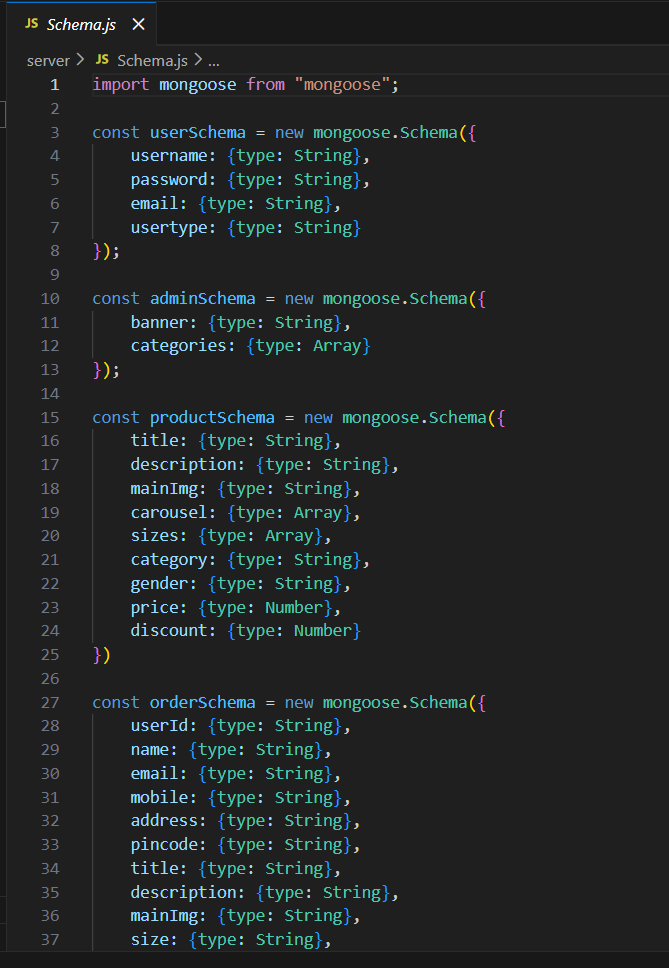 JS Schema.js ×
server > JS Schema.js > ...
1 import mongoose from "mongoose";
2
3 const userSchema = new mongoose.Schema({
4     username: {type: String},
5     password: {type: String},
6     email: {type: String},
7     usertype: {type: String}
8 });
9
10 const adminSchema = new mongoose.Schema({
11     banner: {type: String},
12     categories: {type: Array}
13 });
14
15 const productSchema = new mongoose.Schema({
16     title: {type: String},
17     description: {type: String},
18     mainImg: {type: String},
19     carousel: {type: Array},
20     sizes: {type: Array},
21     category: {type: String},
22     gender: {type: String},
23     price: {type: Number},
24     discount: {type: Number}
25 })
26
27 const orderSchema = new mongoose.Schema({
28     userId: {type: String},
29     name: {type: String},
30     email: {type: String},
31     mobile: {type: String},
32     address: {type: String},
33     pincode: {type: String},
34     title: {type: String},
35     description: {type: String},
36     mainImg: {type: String},
37     size: {type: String},